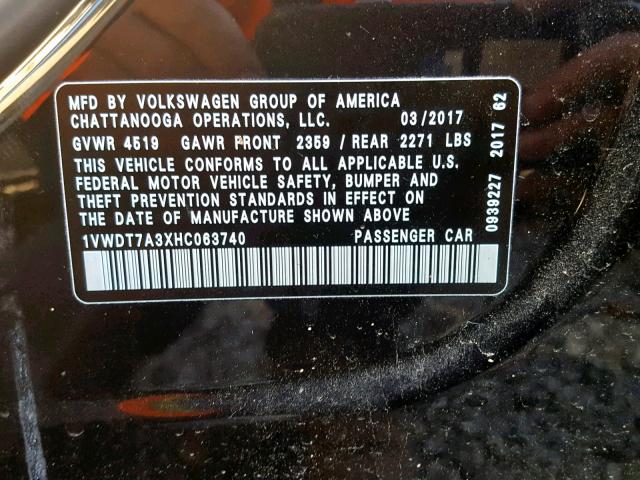 MFD BY VOLKSWAGEN GROUP OF AMERICA
CHATTANOOGA OPERATIONS, LLC. 03/2017
GVWR 4519 GAWR FRONT 2359 / REAR 2271 LBS
THIS VEHICLE CONFORMS TO ALL APPLICABLE U.S.
FEDERAL MOTOR VEHICLE SAFETY, BUMPER AND
THEFT PREVENTION STANDARDS IN EFFECT ON
THE DATE OF MANUFACTURE SHOWN ABOVE
1VWDT7A3XHC063740 PASSENGER CAR
0939227 2017 62